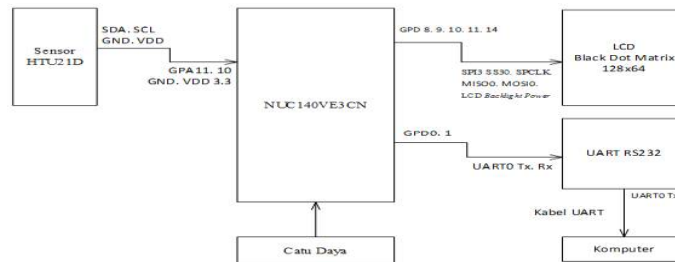 Sensor
HTU21D
SDA. SCL
GND. VDD
GPA11. 10
GND. VDD 3.3
NUC140VE3CN
GPD 8. 9. 10. 11. 14
SPI3 SS30. SPCLK.
MISO0. MOSI0.
LCD Backlight Power
LCD
Black Dot Matrix
128x64
GPD0. 1
UART0 Tx. Rx
UART RS232
UART0 Tx
Kabel UART
Catu Daya
Komputer